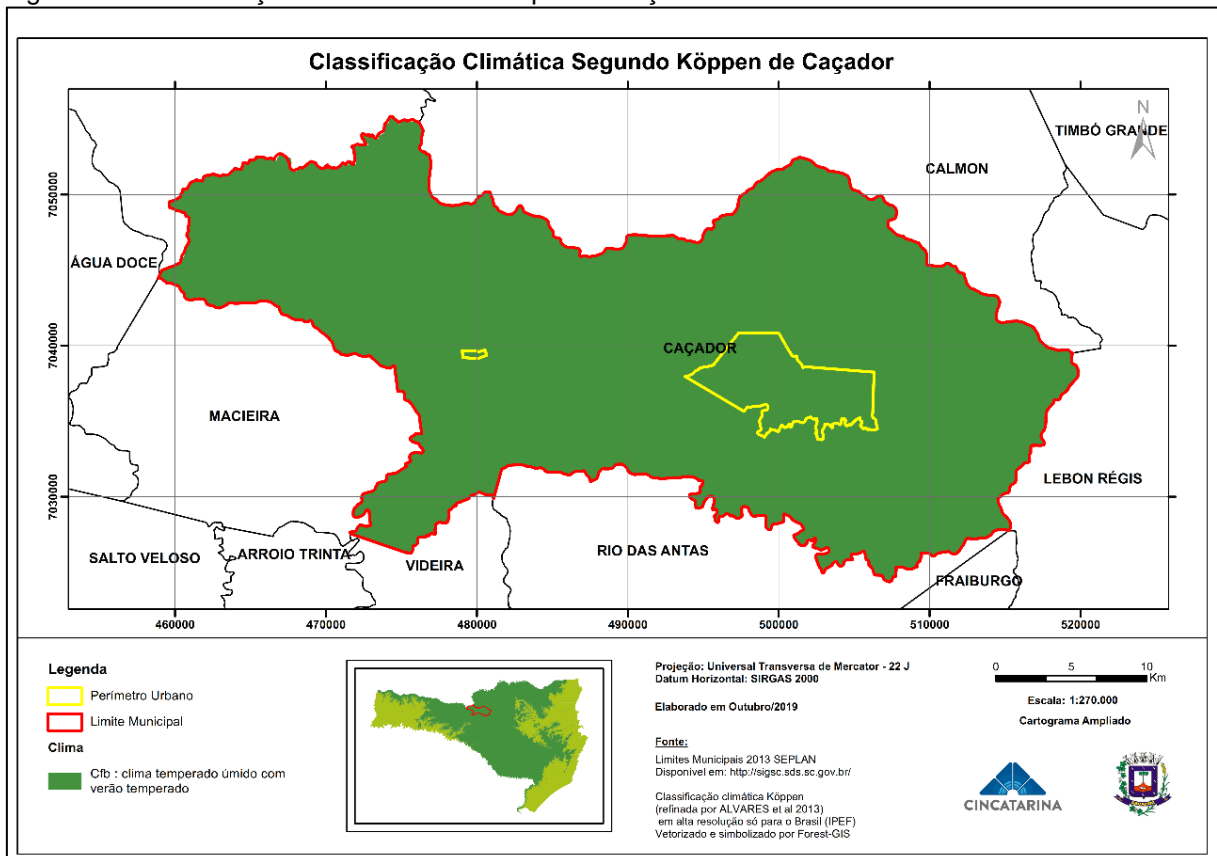 Classificação Climática Segundo Köppen de Caçador
N
TIMBÓ GRANDE
CALMON
ÁGUA DOCE
CAÇADOR
MACIEIRA
LEBON RÉGIS
SALTO VELOSO
ARROIO TRINTA
VIDEIRA
RIO DAS ANTAS
FRAIBURGO
7050000
7040000
7030000
460000
470000
480000
490000
500000
510000
520000
Legenda
Perímetro Urbano
Limite Municipal
Clima
Cfb : clima temperado úmido com
verão temperado
Projeção: Universal Transversa de Mercator - 22 J
Datum Horizontal: SIRGAS 2000
Elaborado em Outubro/2019
Fonte:
Limites Municipais 2013 SEPLAN
Disponivel em: http://sigsc.sds.sc.gov.br/
Classificação climática Köppen
(refinada por ALVARES et al 2013)
em alta resolução só para o Brasil (IPEF)
Vetorizado e simbolizado por Forest-GIS
0 5 10
Km
Escala: 1:270.000
Cartograma Ampliado
CINCATARINA